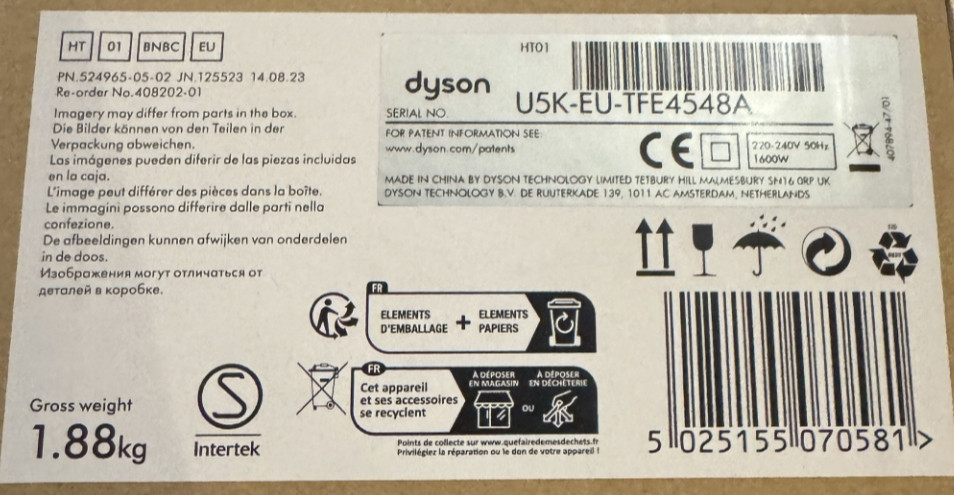 HT 01 BNBC EU
PN.524965-05-02 JN.125523 14.08.23
Re-order No.408202-01
Imagery may differ from parts in the box.
Die Bilder können von den Teilen in der
Verpackung abweichen.
Las imágenes pueden diferir de las piezas incluidas
en la caja.
L'image peut différer des pièces dans la boîte.
Le immagini possono differire dalle parti nella
confezione.
De afbeeldingen kunnen afwijken van onderdelen
in de doos.
Изображения могут отличаться от
деталей в коробке.
Gross weight
1.88kg
S
Intertek
HT01
dyson
SERIAL NO.
U5K-EU-TFE4548A
FOR PATENT INFORMATION SEE:
www.dyson.com/patents
CE
220-240V 50Hz
1600W
407894-47/01
MADE IN CHINA BY DYSON TECHNOLOGY LIMITED TETBURY HILL MALMESBURY SN16 0RP UK
DYSON TECHNOLOGY B.V. DE RUIJTERKADE 139, 1011 AC AMSTERDAM, NETHERLANDS
FR
ELEMENTS
D'EMBALLAGE
+
ELEMENTS
PAPIERS
FR
Cet appareil
et ses accessoires
se recyclent
À DÉPOSER
EN MAGASIN
OU
À DÉPOSER
EN DÉCHÈTERIE
Points de collecte sur www.quefairedemesdechets.fr
Privilégiez la réparation ou le don de votre appareil !
5 025155 070581 >